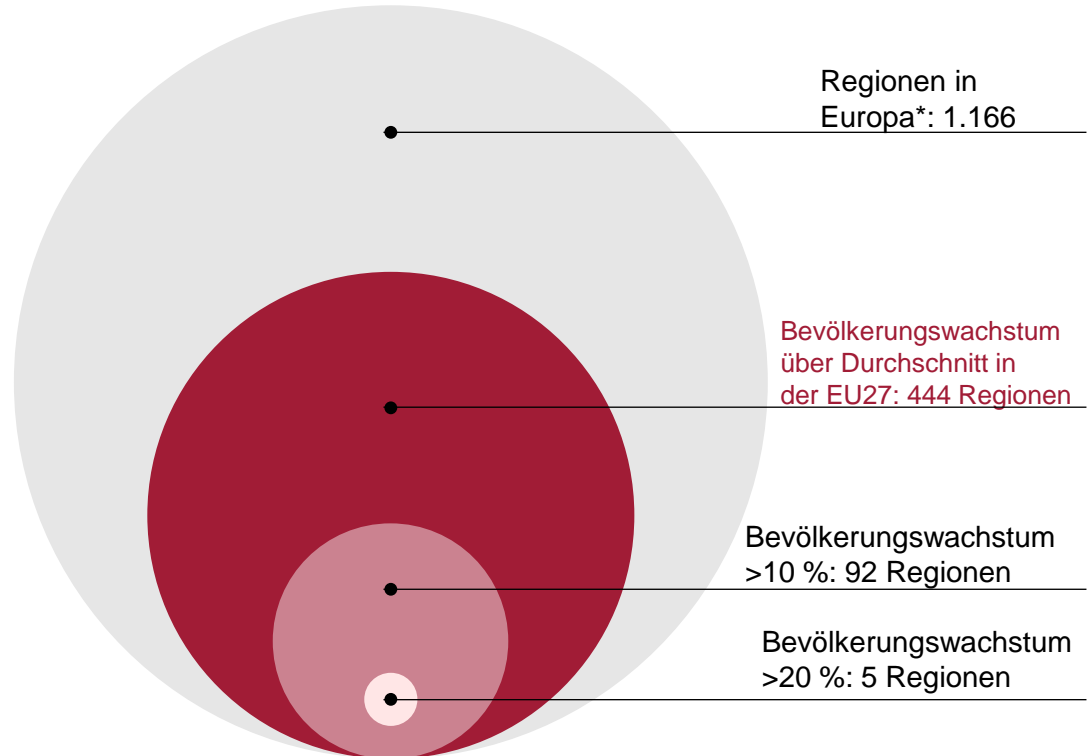 Regionen in
Europa*: 1.166
Bevölkerungswachstum
über Durchschnitt in
der EU27: 444 Regionen
Bevölkerungswachstum
>10 %: 92 Regionen
Bevölkerungswachstum
>20 %: 5 Regionen